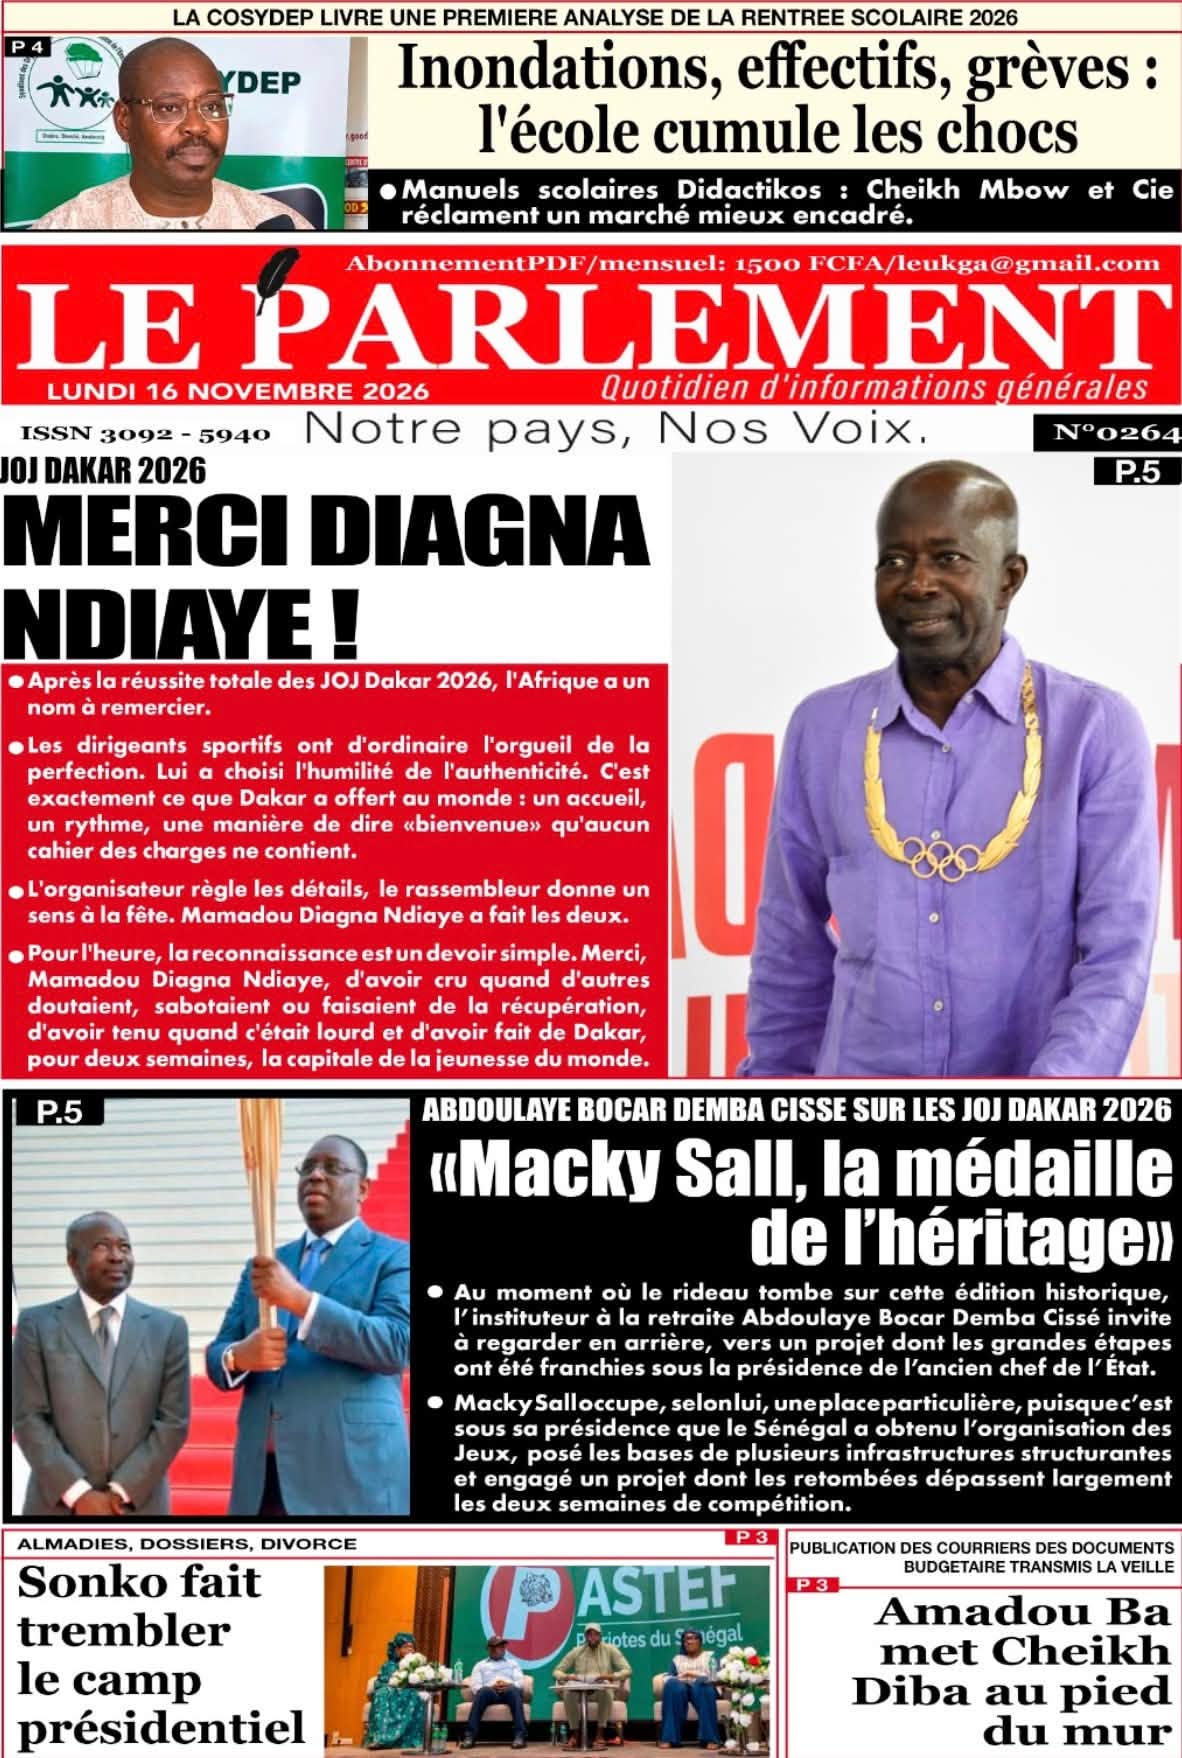 LA COSYDEP LIVRE UNE PREMIERE ANALYSE DE LA RENTREE SCOLAIRE 2026
P 4
YDEP
Inondations, effectifs, grèves :
l'école cumule les chocs
● Manuels scolaires Didactikos : Cheikh Mbow et Cie
réclament un marché mieux encadré.
AbonnementPDF/mensuel: 1500 FCFA/leukga@gmail.com
LE PARLEMENT
LUNDI 16 NOVEMBRE 2026
Quotidien d'informations générales
ISSN 3092 - 5940
Notre pays, Nos Voix.
N°0264
JOJ DAKAR 2026
P.5
MERCI DIAGNA
NDIAYE !
● Après la réussite totale des JOJ Dakar 2026, l'Afrique a un
nom à remercier.
● Les dirigeants sportifs ont d'ordinaire l'orgueil de la
perfection. Lui a choisi l'humilité de l'authenticité. C'est
exactement ce que Dakar a offert au monde : un accueil,
un rythme, une manière de dire «bienvenue» qu'aucun
cahier des charges ne contient.
● L'organisateur règle les détails, le rassembleur donne un
sens à la fête. Mamadou Diagna Ndiaye a fait les deux.
● Pour l'heure, la reconnaissance est un devoir simple. Merci,
Mamadou Diagna Ndiaye, d'avoir cru quand d'autres
doutaient, sabotaient ou faisaient de la récupération,
d'avoir tenu quand c'était lourd et d'avoir fait de Dakar,
pour deux semaines, la capitale de la jeunesse du monde.
P.5
ABDOULAYE BOCAR DEMBA CISSE SUR LES JOJ DAKAR 2026
«Macky Sall, la médaille
de l'héritage»
● Au moment où le rideau tombe sur cette édition historique,
l'instituteur à la retraite Abdoulaye Bocar Demba Cissé invite
à regarder en arrière, vers un projet dont les grandes étapes
ont été franchies sous la présidence de l'ancien chef de l'État.
● Macky Sall occupe, selon lui, une place particulière, puisque c'est
sous sa présidence que le Sénégal a obtenu l'organisation des
Jeux, posé les bases de plusieurs infrastructures structurantes
et engagé un projet dont les retombées dépassent largement
les deux semaines de compétition.
ALMADIES, DOSSIERS, DIVORCE
P 3
Sonko fait
trembler
le camp
présidentiel
PASTEF
Patriotes du Sénégal
PUBLICATION DES COURRIERS DES DOCUMENTS
BUDGETAIRE TRANSMIS LA VEILLE
P 3
Amadou Ba
met Cheikh
Diba au pied
du mur